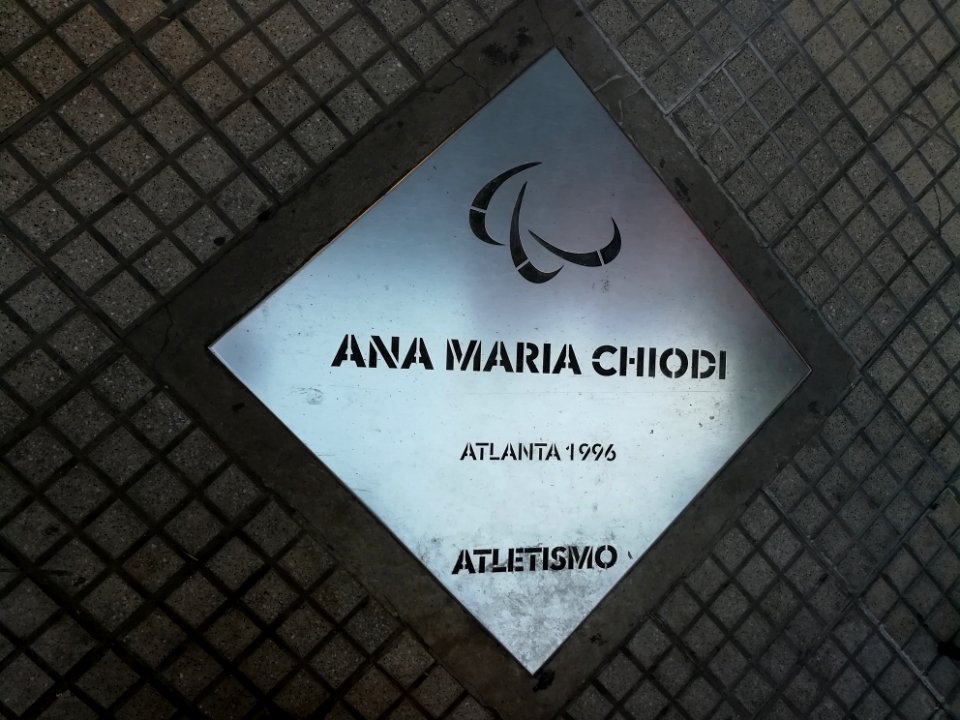 ANA MARIA CHIODI
ATLANTA 1996
ATLETISMO